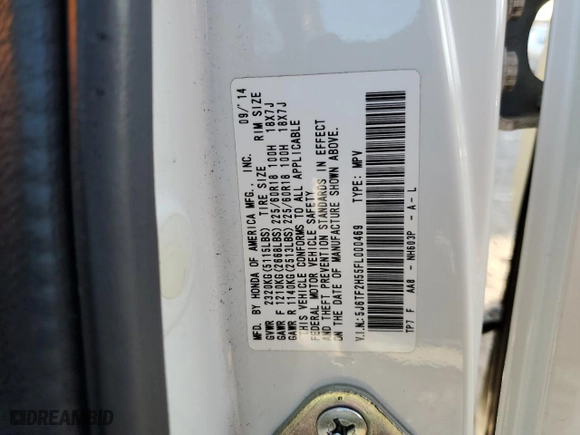 MFD. BY HONDA OF AMERICA MFG., INC. 09/'14
GVWR 2320KG(5115LBS) TIRE SIZE RIM SIZE
GAWR F 1210KG(2668LBS) 225/60R18 100H 18X7J
GAWR R 1140KG(2513LBS) 225/60R18 100H 18X7J
THIS VEHICLE CONFORMS TO ALL APPLICABLE
FEDERAL MOTOR VEHICLE SAFETY
AND THEFT PREVENTION STANDARDS IN EFFECT
ON THE DATE OF MANUFACTURE SHOWN ABOVE.
V.I.N.:5J8TF2H55FL000469 TYPE: MPV
TP7 F AA8 - NH603P - A - L
DREAMBID